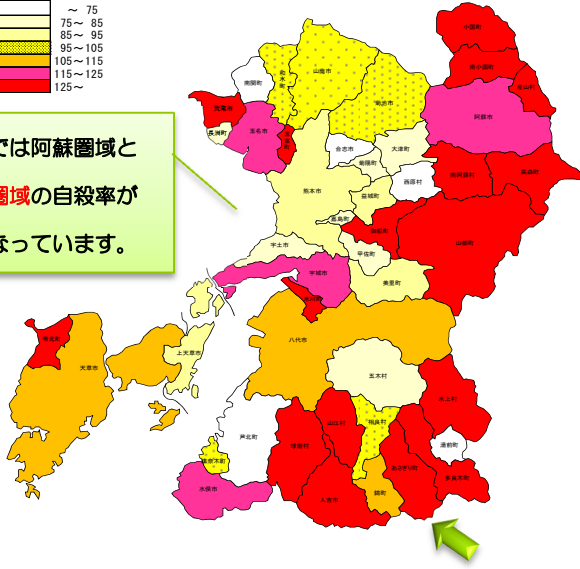 ～ 75
75～ 85
85～ 95
95～105
105～115
115～125
125～
では阿蘇圏域と
圏域の自殺率が
なっています。
小国町
南小国町
産山村
阿蘇市
南関町
和水町
山鹿市
菊池市
荒尾市
長洲町
玉名市
玉東町
合志市
菊陽町
大津町
西原村
南阿蘇村
高森町
熊本市
益城町
嘉島町
御船町
山都町
宇土市
甲佐町
宇城市
美里町
氷川町
八代市
上天草市
苓北町
天草市
五木村
水上村
芦北町
球磨村
山江村
相良村
湯前町
津奈木町
あさぎり町
多良木町
水俣市
人吉市
錦町